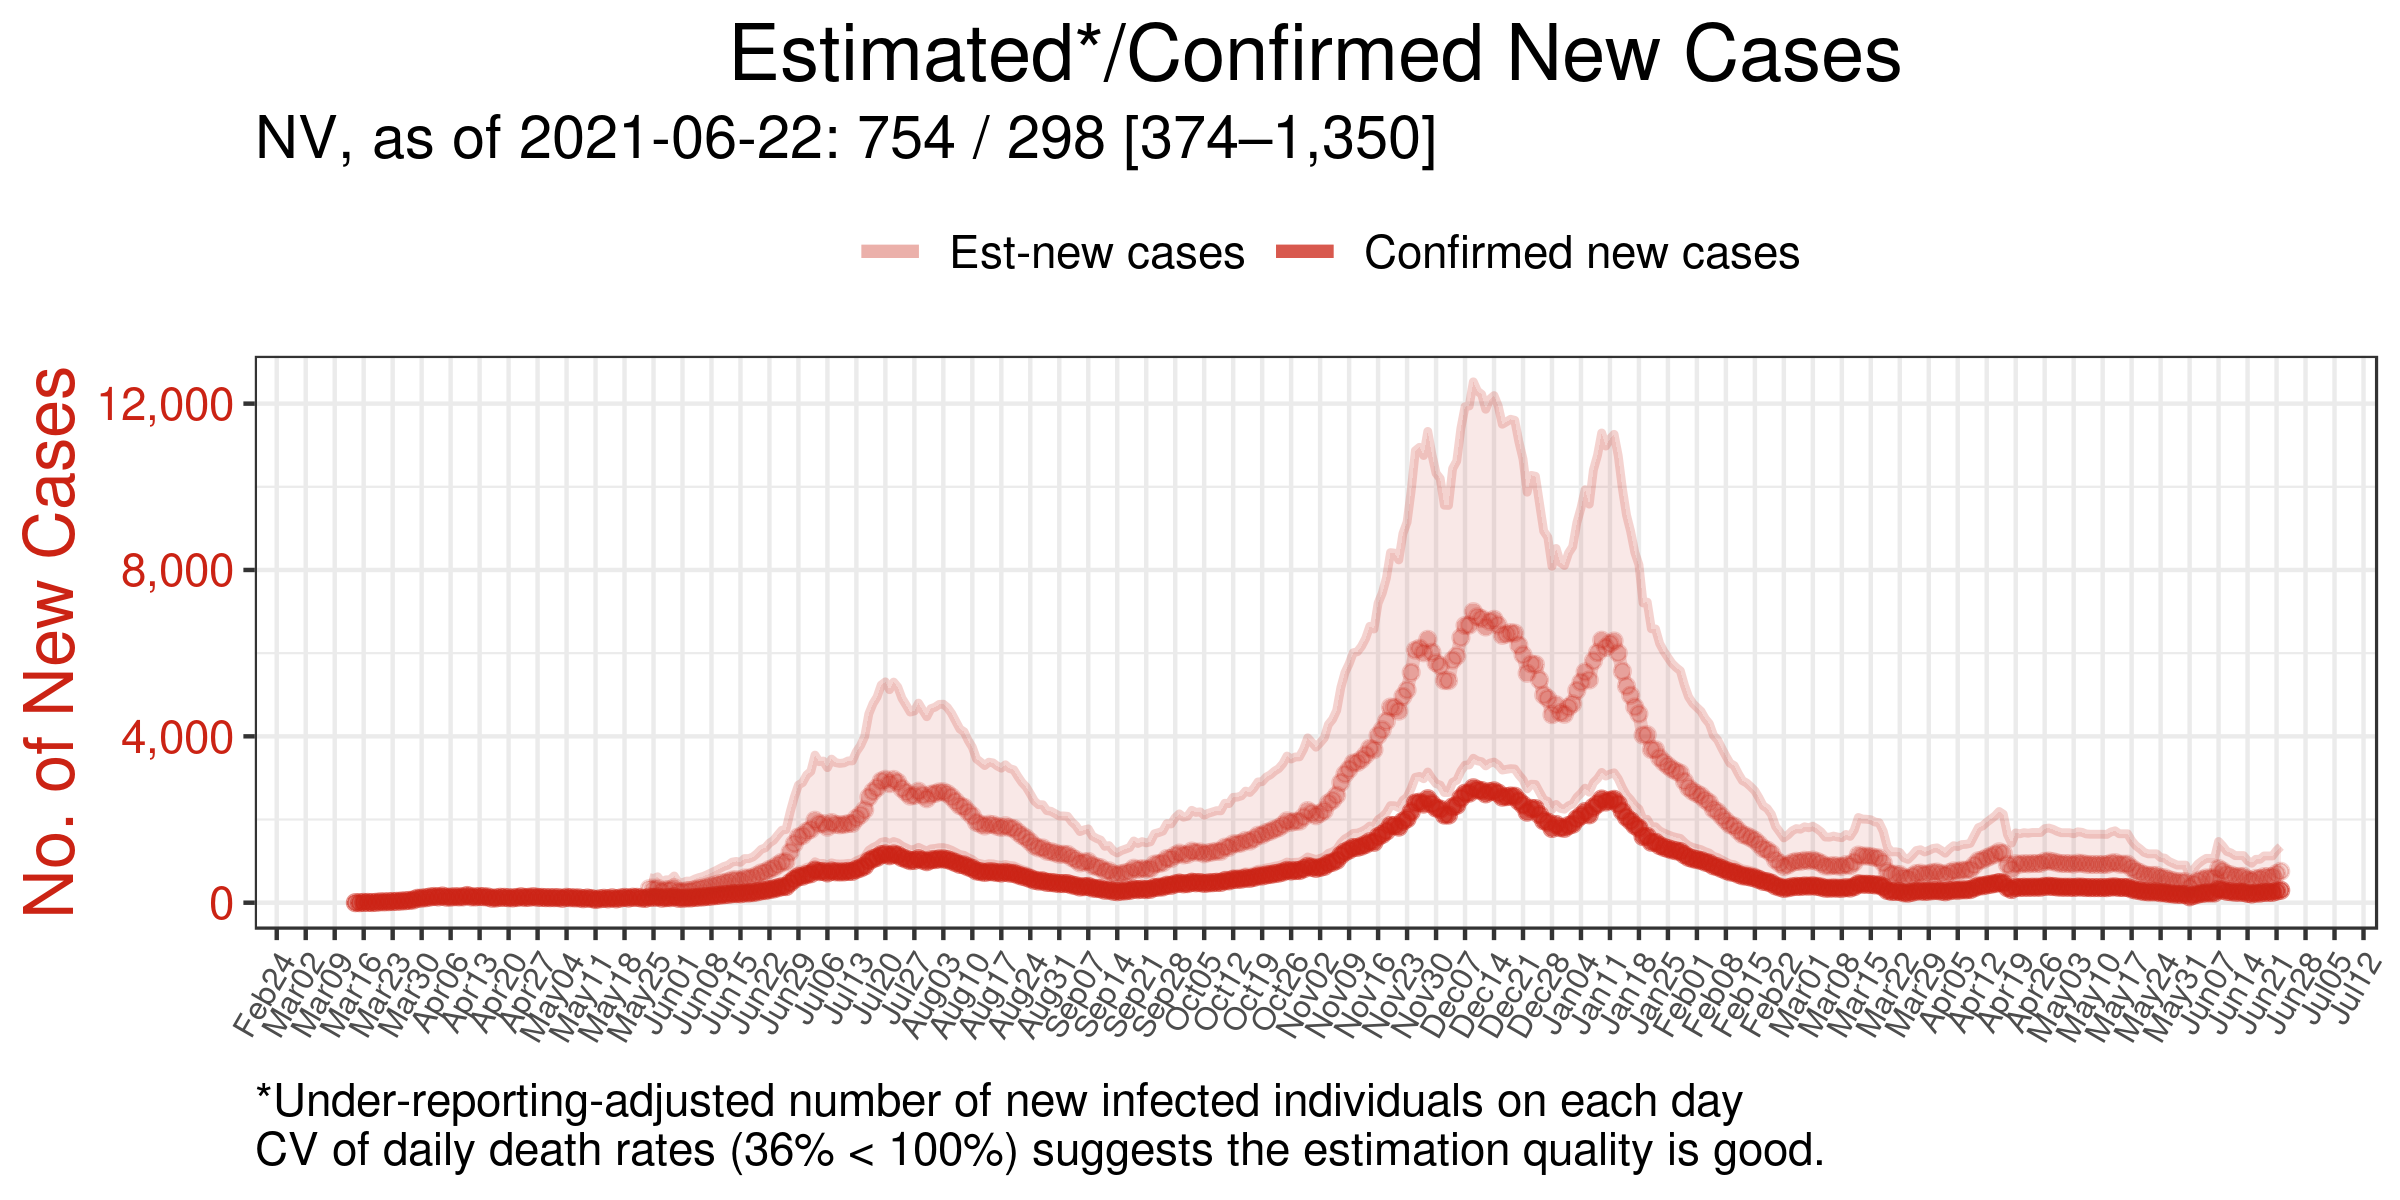 Estimated*/Confirmed New Cases
NV, as of 2021-06-22: 754 / 298 [374–1,350]
Est-new cases Confirmed new cases
No. of New Cases
12,000
8,000
4,000
0
Feb24 Mar02 Mar09 Mar16 Mar23 Mar30 Apr06 Apr13 Apr20 Apr27 May04 May11 May18 May25 Jun01 Jun08 Jun15 Jun22 Jun29 Jul06 Jul13 Jul20 Jul27 Aug03 Aug10 Aug17 Aug24 Aug31 Sep07 Sep14 Sep21 Sep28 Oct05 Oct12 Oct19 Oct26 Nov02 Nov09 Nov16 Nov23 Nov30 Dec07 Dec14 Dec21 Dec28 Jan04 Jan11 Jan18 Jan25 Feb01 Feb08 Feb15 Feb22 Mar01 Mar08 Mar15 Mar22 Mar29 Apr05 Apr12 Apr19 Apr26 May03 May10 May17 May24 May31 Jun07 Jun14 Jun21 Jun28 Jul05 Jul12
*Under-reporting-adjusted number of new infected individuals on each day
CV of daily death rates (36% < 100%) suggests the estimation quality is good.